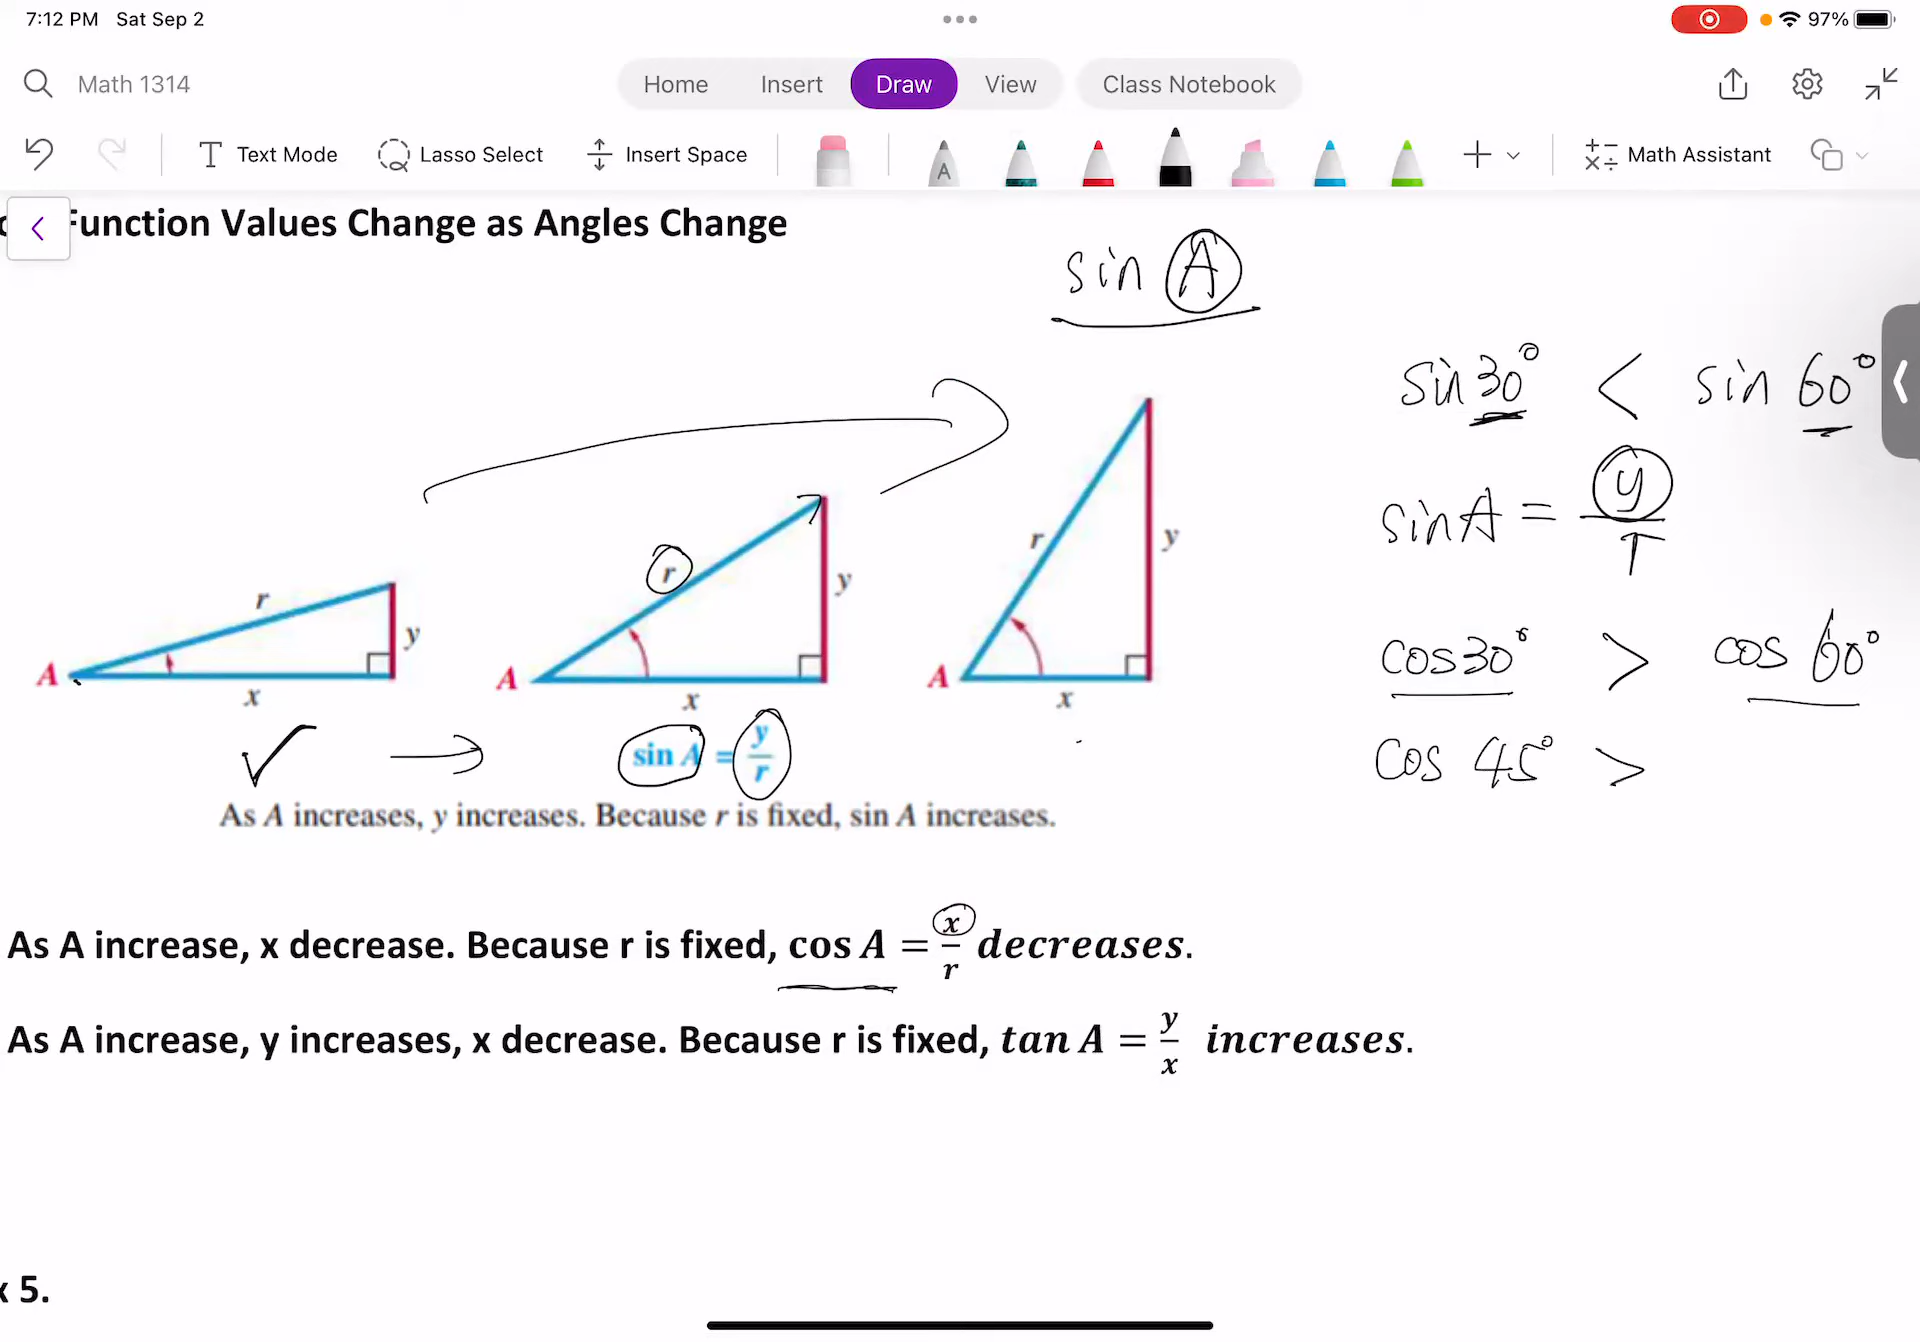 7:12 PM Sat Sep 2
97%
Math 1314
Home Insert Draw View Class Notebook
Text Mode Lasso Select Insert Space A Math Assistant
Function Values Change as Angles Change
sin A
sin 30° < sin 60°
sin A = y/r
cos 30° > cos 60°
cos 45° >
A r y x
A r y x
A r y x
sin A = y/r
As A increases, y increases. Because r is fixed, sin A increases.
As A increase, x decrease. Because r is fixed, cos A = x/r decreases.
As A increase, y increases, x decrease. Because r is fixed, tan A = y/x increases.
5.